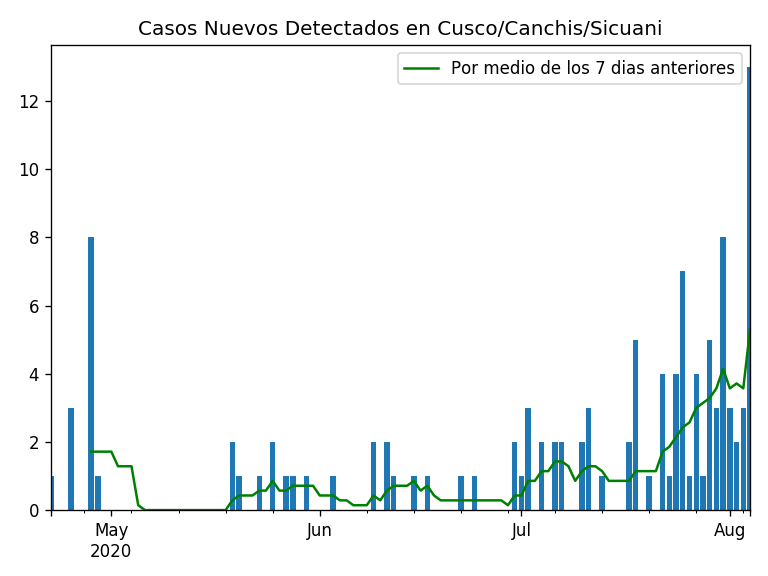 Casos Nuevos Detectados en Cusco/Canchis/Sicuani
Por medio de los 7 dias anteriores
12
10
8
6
4
2
0
May
2020
Jun
Jul
Aug